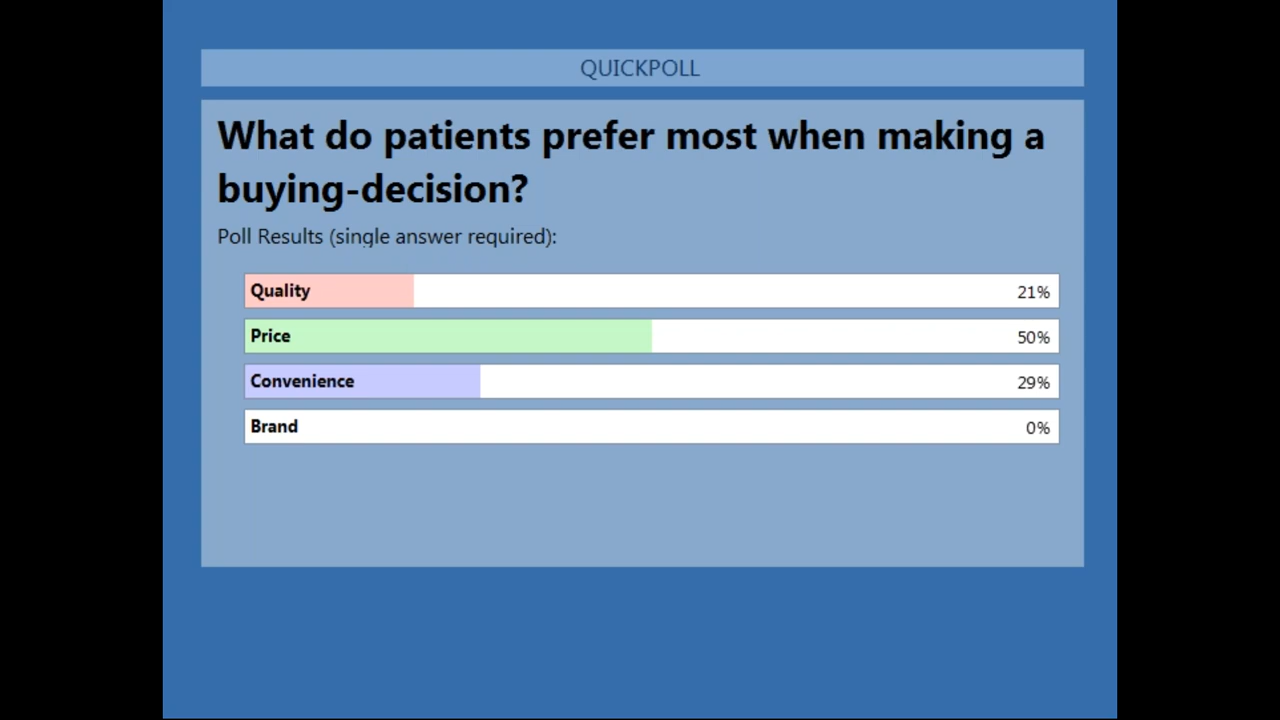 QUICKPOLL
What do patients prefer most when making a
buying-decision?
Poll Results (single answer required):
Quality 21%
Price 50%
Convenience 29%
Brand 0%